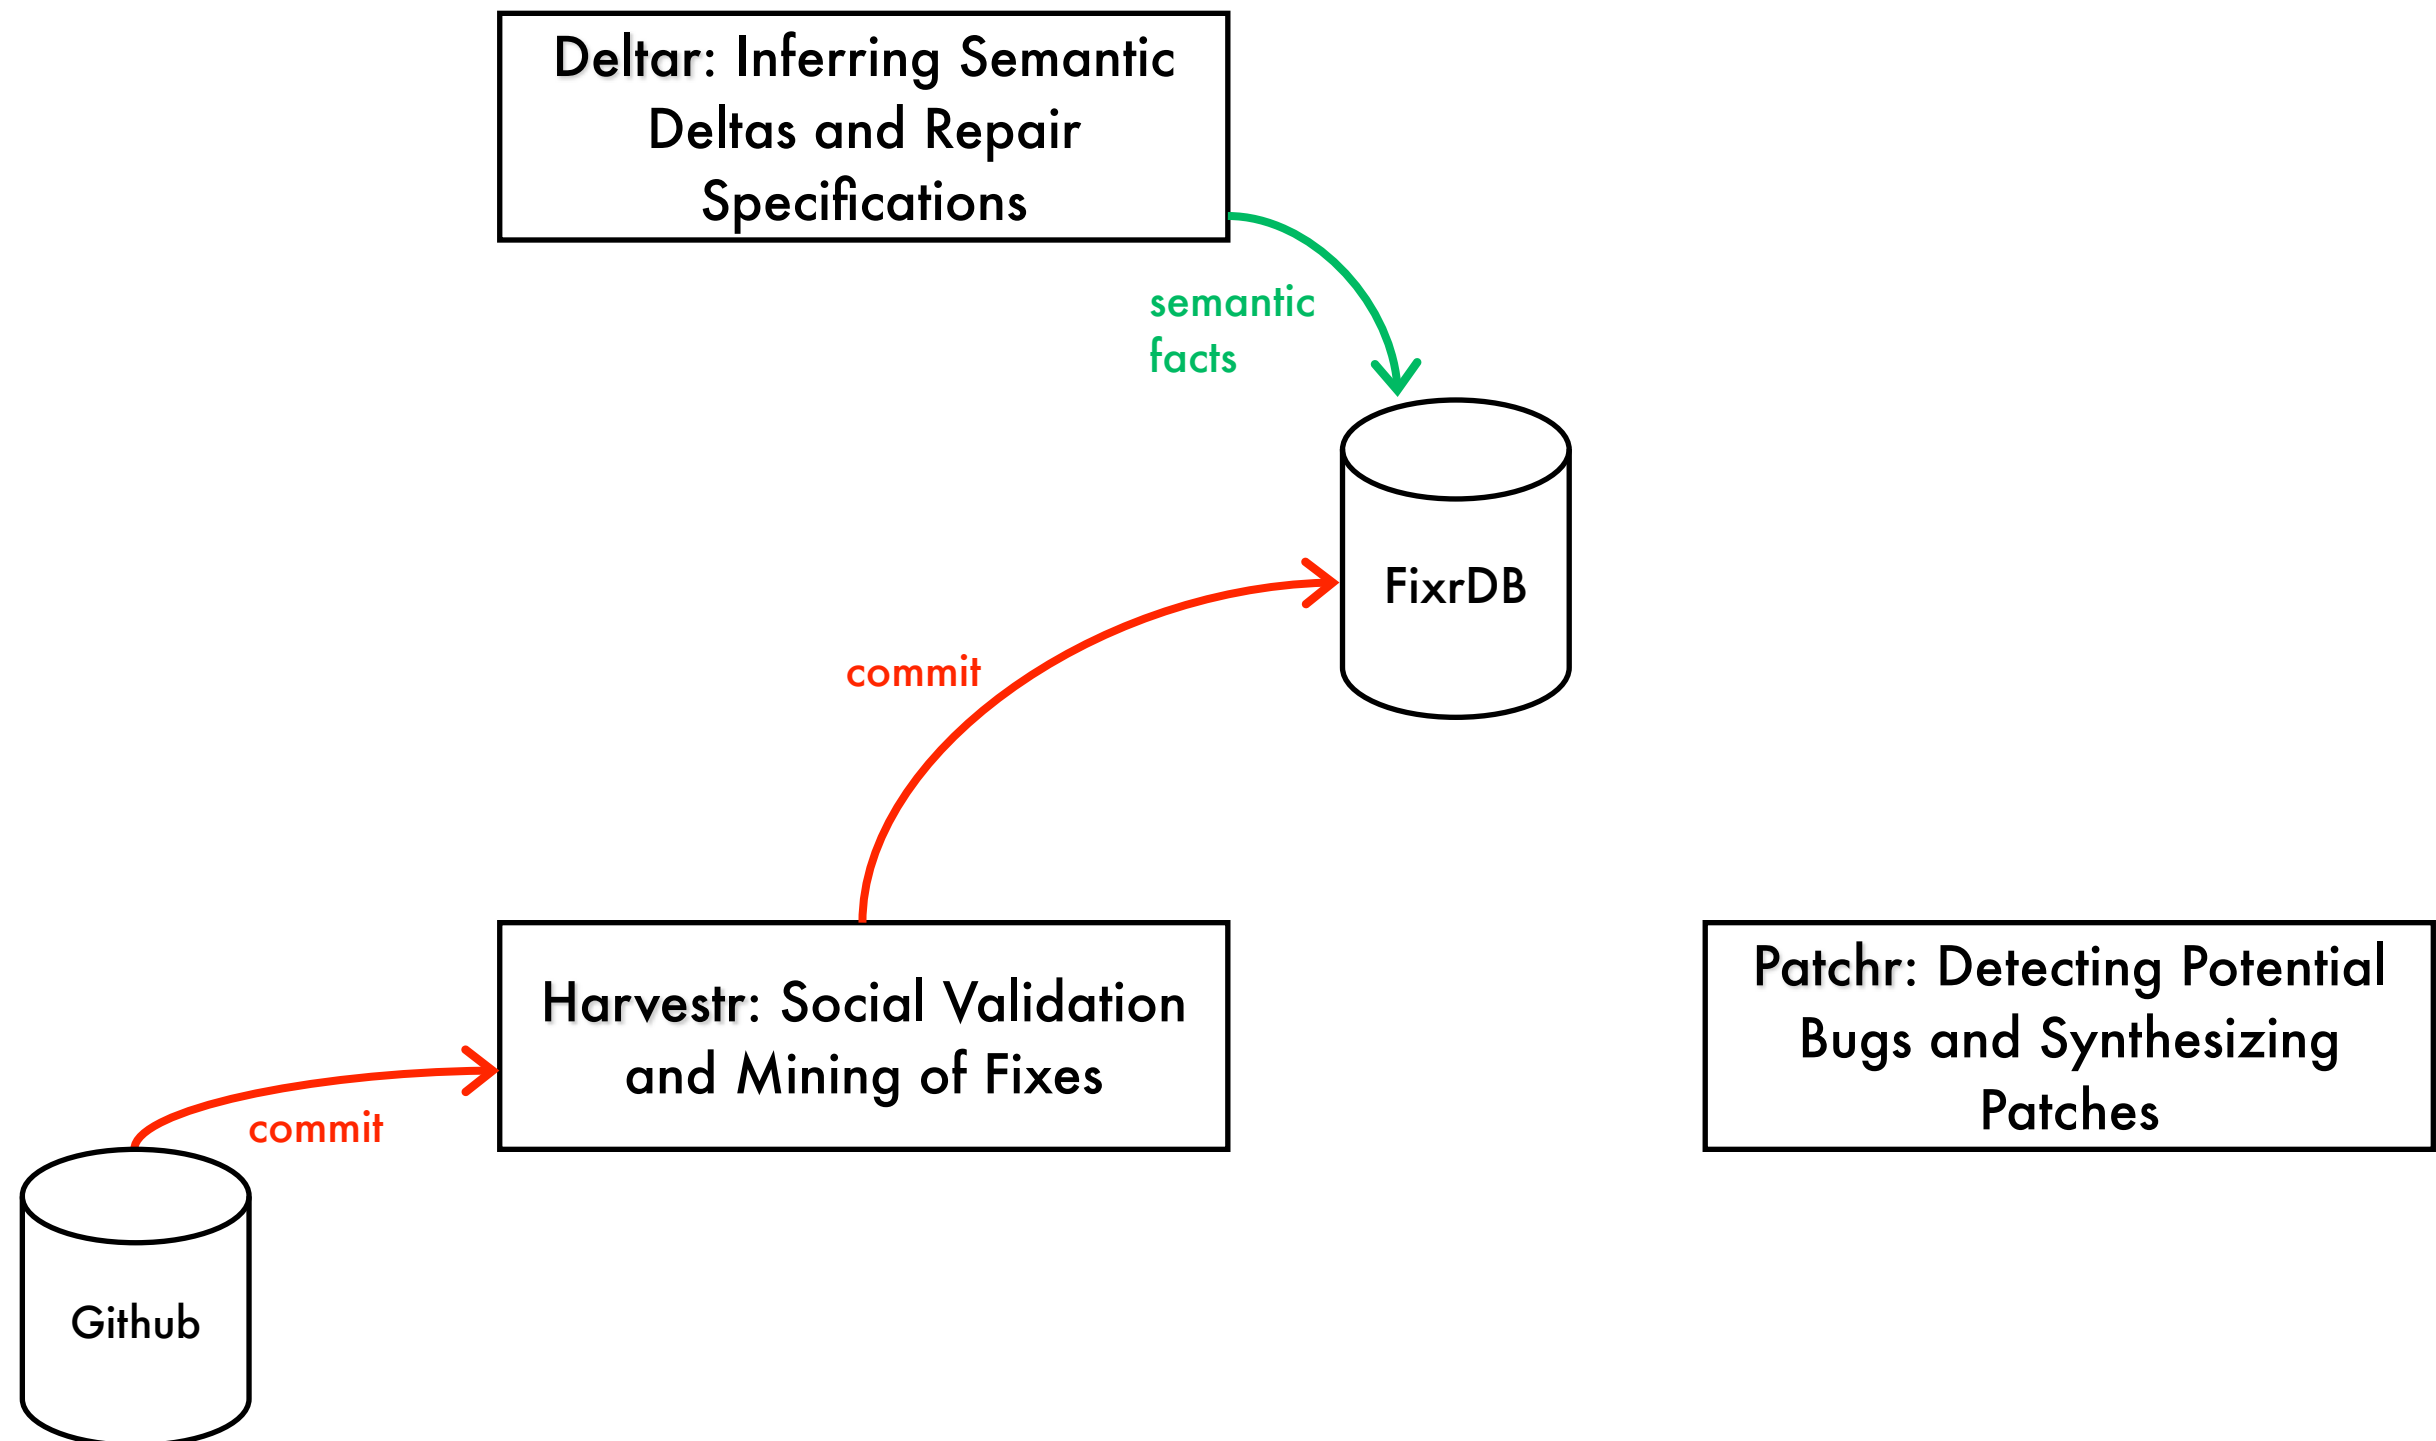 Deltar: Inferring Semantic
Deltas and Repair
Specifications
semantic
facts
FixrDB
commit
Harvestr: Social Validation
and Mining of Fixes
Patchr: Detecting Potential
Bugs and Synthesizing
Patches
commit
Github